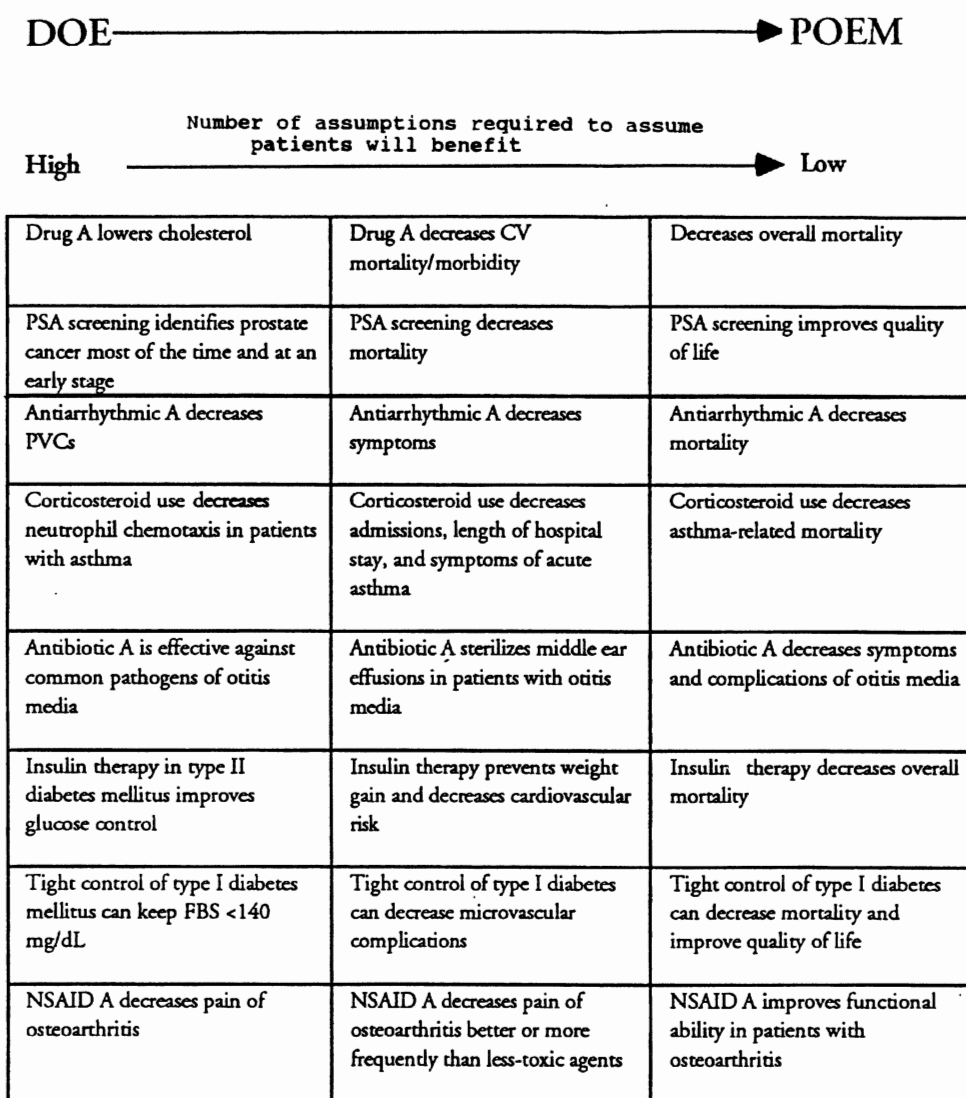 DOE POEM
Number of assumptions required to assume
patients will benefit
High Low
Drug A lowers cholesterol
Drug A decreases CV
mortality/morbidity
Decreases overall mortality
PSA screening identifies prostate
cancer most of the time and at an
early stage
PSA screening decreases
mortality
PSA screening improves quality
of life
Antiarrhythmic A decreases
PVCs
Antiarrhythmic A decreases
symptoms
Antiarrhythmic A decreases
mortality
Corticosteroid use decreases
neutrophil chemotaxis in patients
with asthma
Corticosteroid use decreases
admissions, length of hospital
stay, and symptoms of acute
asthma
Corticosteroid use decreases
asthma-related mortality
Antibiotic A is effective against
common pathogens of otitis
media
Antibiotic A sterilizes middle ear
effusions in patients with otitis
media
Antibiotic A decreases symptoms
and complications of otitis media
Insulin therapy in type II
diabetes mellitus improves
glucose control
Insulin therapy prevents weight
gain and decreases cardiovascular
risk
Insulin therapy decreases overall
mortality
Tight control of type I diabetes
mellitus can keep FBS <140
mg/dL
Tight control of type I diabetes
can decrease microvascular
complications
Tight control of type I diabetes
can decrease mortality and
improve quality of life
NSAID A decreases pain of
osteoarthritis
NSAID A decreases pain of
osteoarthritis better or more
frequently than less-toxic agents
NSAID A improves functional
ability in patients with
osteoarthritis